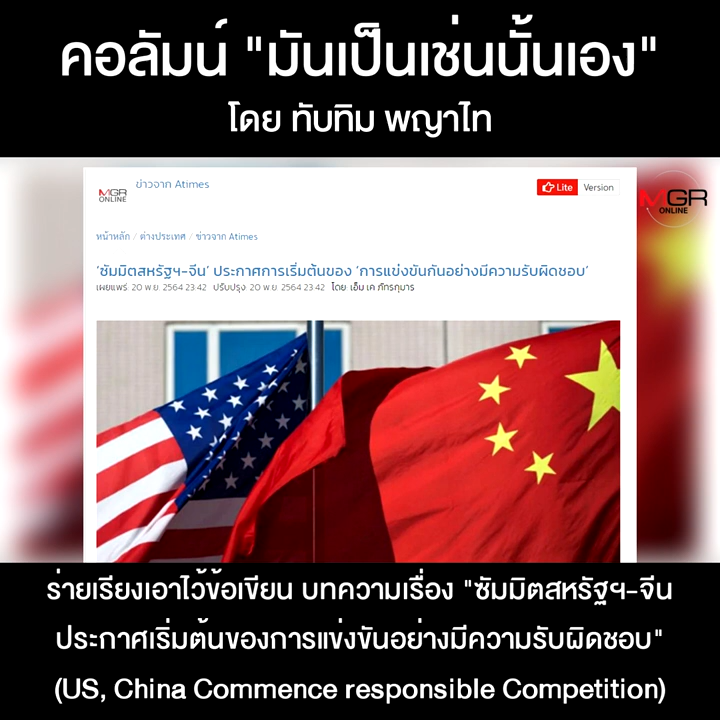 คอลัมน์ "มันเป็นเช่นนั้นเอง"
โดย ทับทิม พญาไท
MGR ONLINE
ข่าวจาก Atimes
Lite Version
MGR ONLINE
หน้าหลัก / ต่างประเทศ / ข่าวจาก Atimes
'ซัมมิตสหรัฐฯ-จีน' ประกาศการเริ่มต้นของ 'การแข่งขันกันอย่างมีความรับผิดชอบ'
เผยแพร่: 20 พ.ย. 2564 23:42 ปรับปรุง: 20 พ.ย. 2564 23:42 โดย: เอ็ม เค ภัทรกุมาร
ร่ายเรียงเอาไว้ข้อเขียน บทความเรื่อง "ซัมมิตสหรัฐฯ-จีน
ประกาศเริ่มต้นของการแข่งขันอย่างมีความรับผิดชอบ"
(US, China Commence responsible Competition)